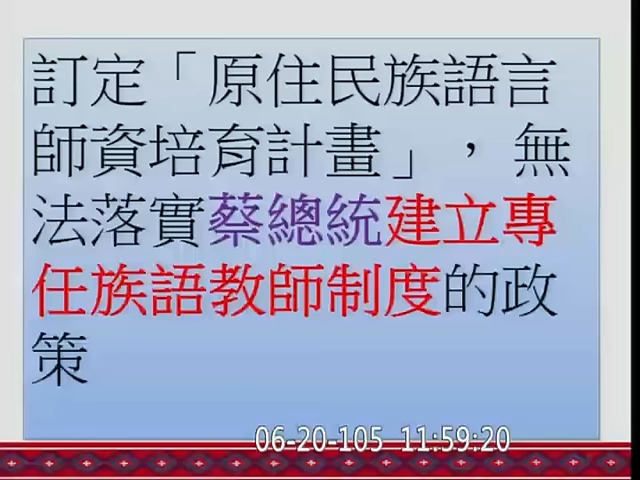 訂定「原住民族語言
師資培育計畫」，無
法落實蔡總統建立專
任族語教師制度的政
策
06-20-105 11:59:20